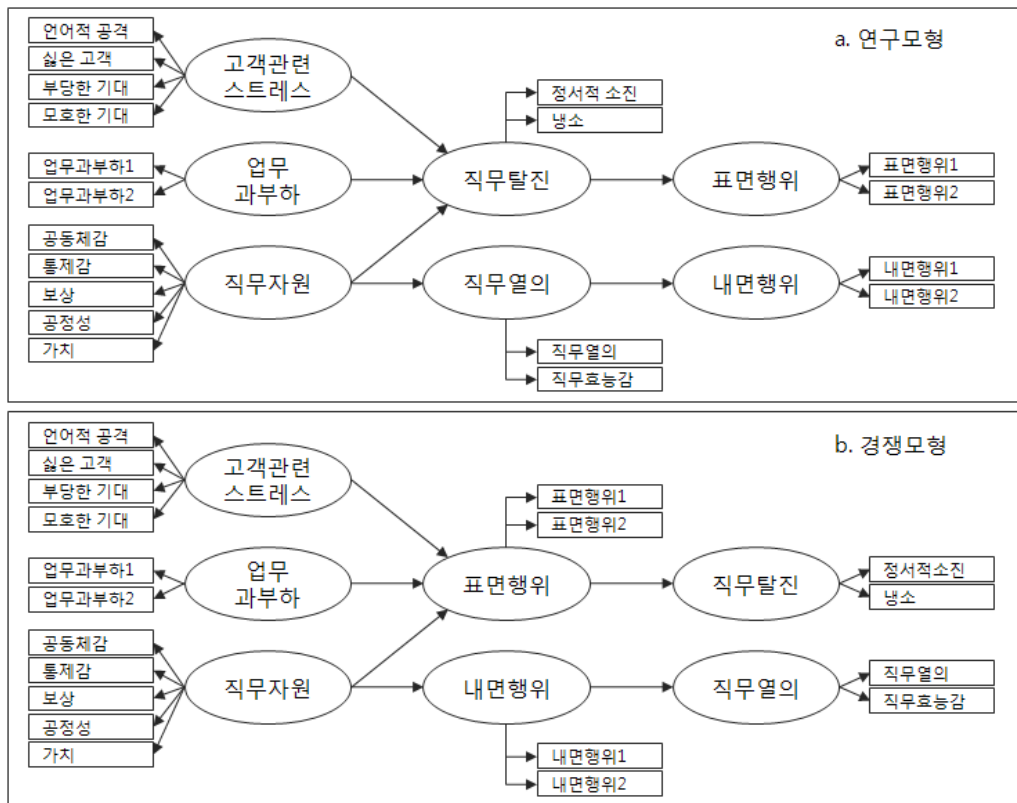 a. 연구모형
언어적 공격
싫은 고객
부당한 기대
모호한 기대
고객관련
스트레스
정서적 소진
냉소
업무과부하1
업무과부하2
업무
과부하
직무탈진
표면행위
표면행위1
표면행위2
공동체감
통제감
보상
공정성
가치
직무자원
직무열의
내면행위
내면행위1
내면행위2
직무열의
직무효능감
b. 경쟁모형
언어적 공격
싫은 고객
부당한 기대
모호한 기대
고객관련
스트레스
표면행위1
표면행위2
업무과부하1
업무과부하2
업무
과부하
표면행위
직무탈진
정서적소진
냉소
공동체감
통제감
보상
공정성
가치
직무자원
내면행위
직무열의
직무열의
직무효능감
내면행위1
내면행위2